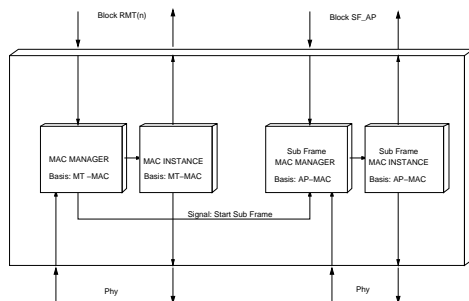 Block RMT(n)
Block SF_AP
MAC MANAGER
Basis: MT –MAC
MAC INSTANCE
Basis: MT–MAC
Sub Frame
MAC MANAGER
Basis: AP–MAC
Sub Frame
MAC INSTANCE
Basis: AP–MAC
Signal: Start Sub Frame
Phy
Phy